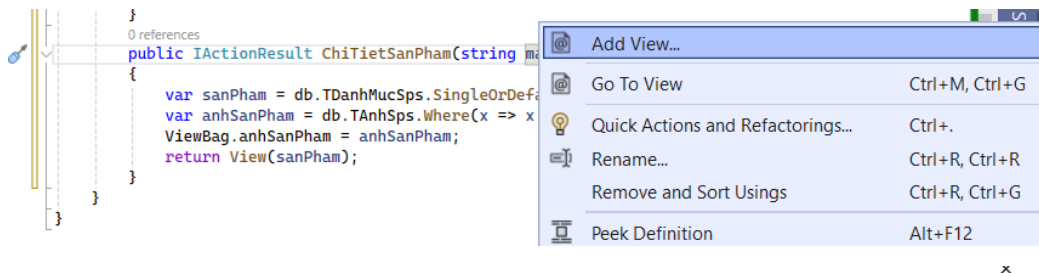 }
0 references
public IActionResult ChiTietSanPham(string
{
var sanPham = db.TDanhMucSps.SingleOrDefa
var anhSanPham = db.TAnhSps.Where(x => x
ViewBag.anhSanPham = anhSanPham;
return View(sanPham);
}
}
}
Add View...
Go To View Ctrl+M, Ctrl+G
Quick Actions and Refactorings... Ctrl+.
Rename... Ctrl+R, Ctrl+R
Remove and Sort Usings Ctrl+R, Ctrl+G
Peek Definition Alt+F12
x